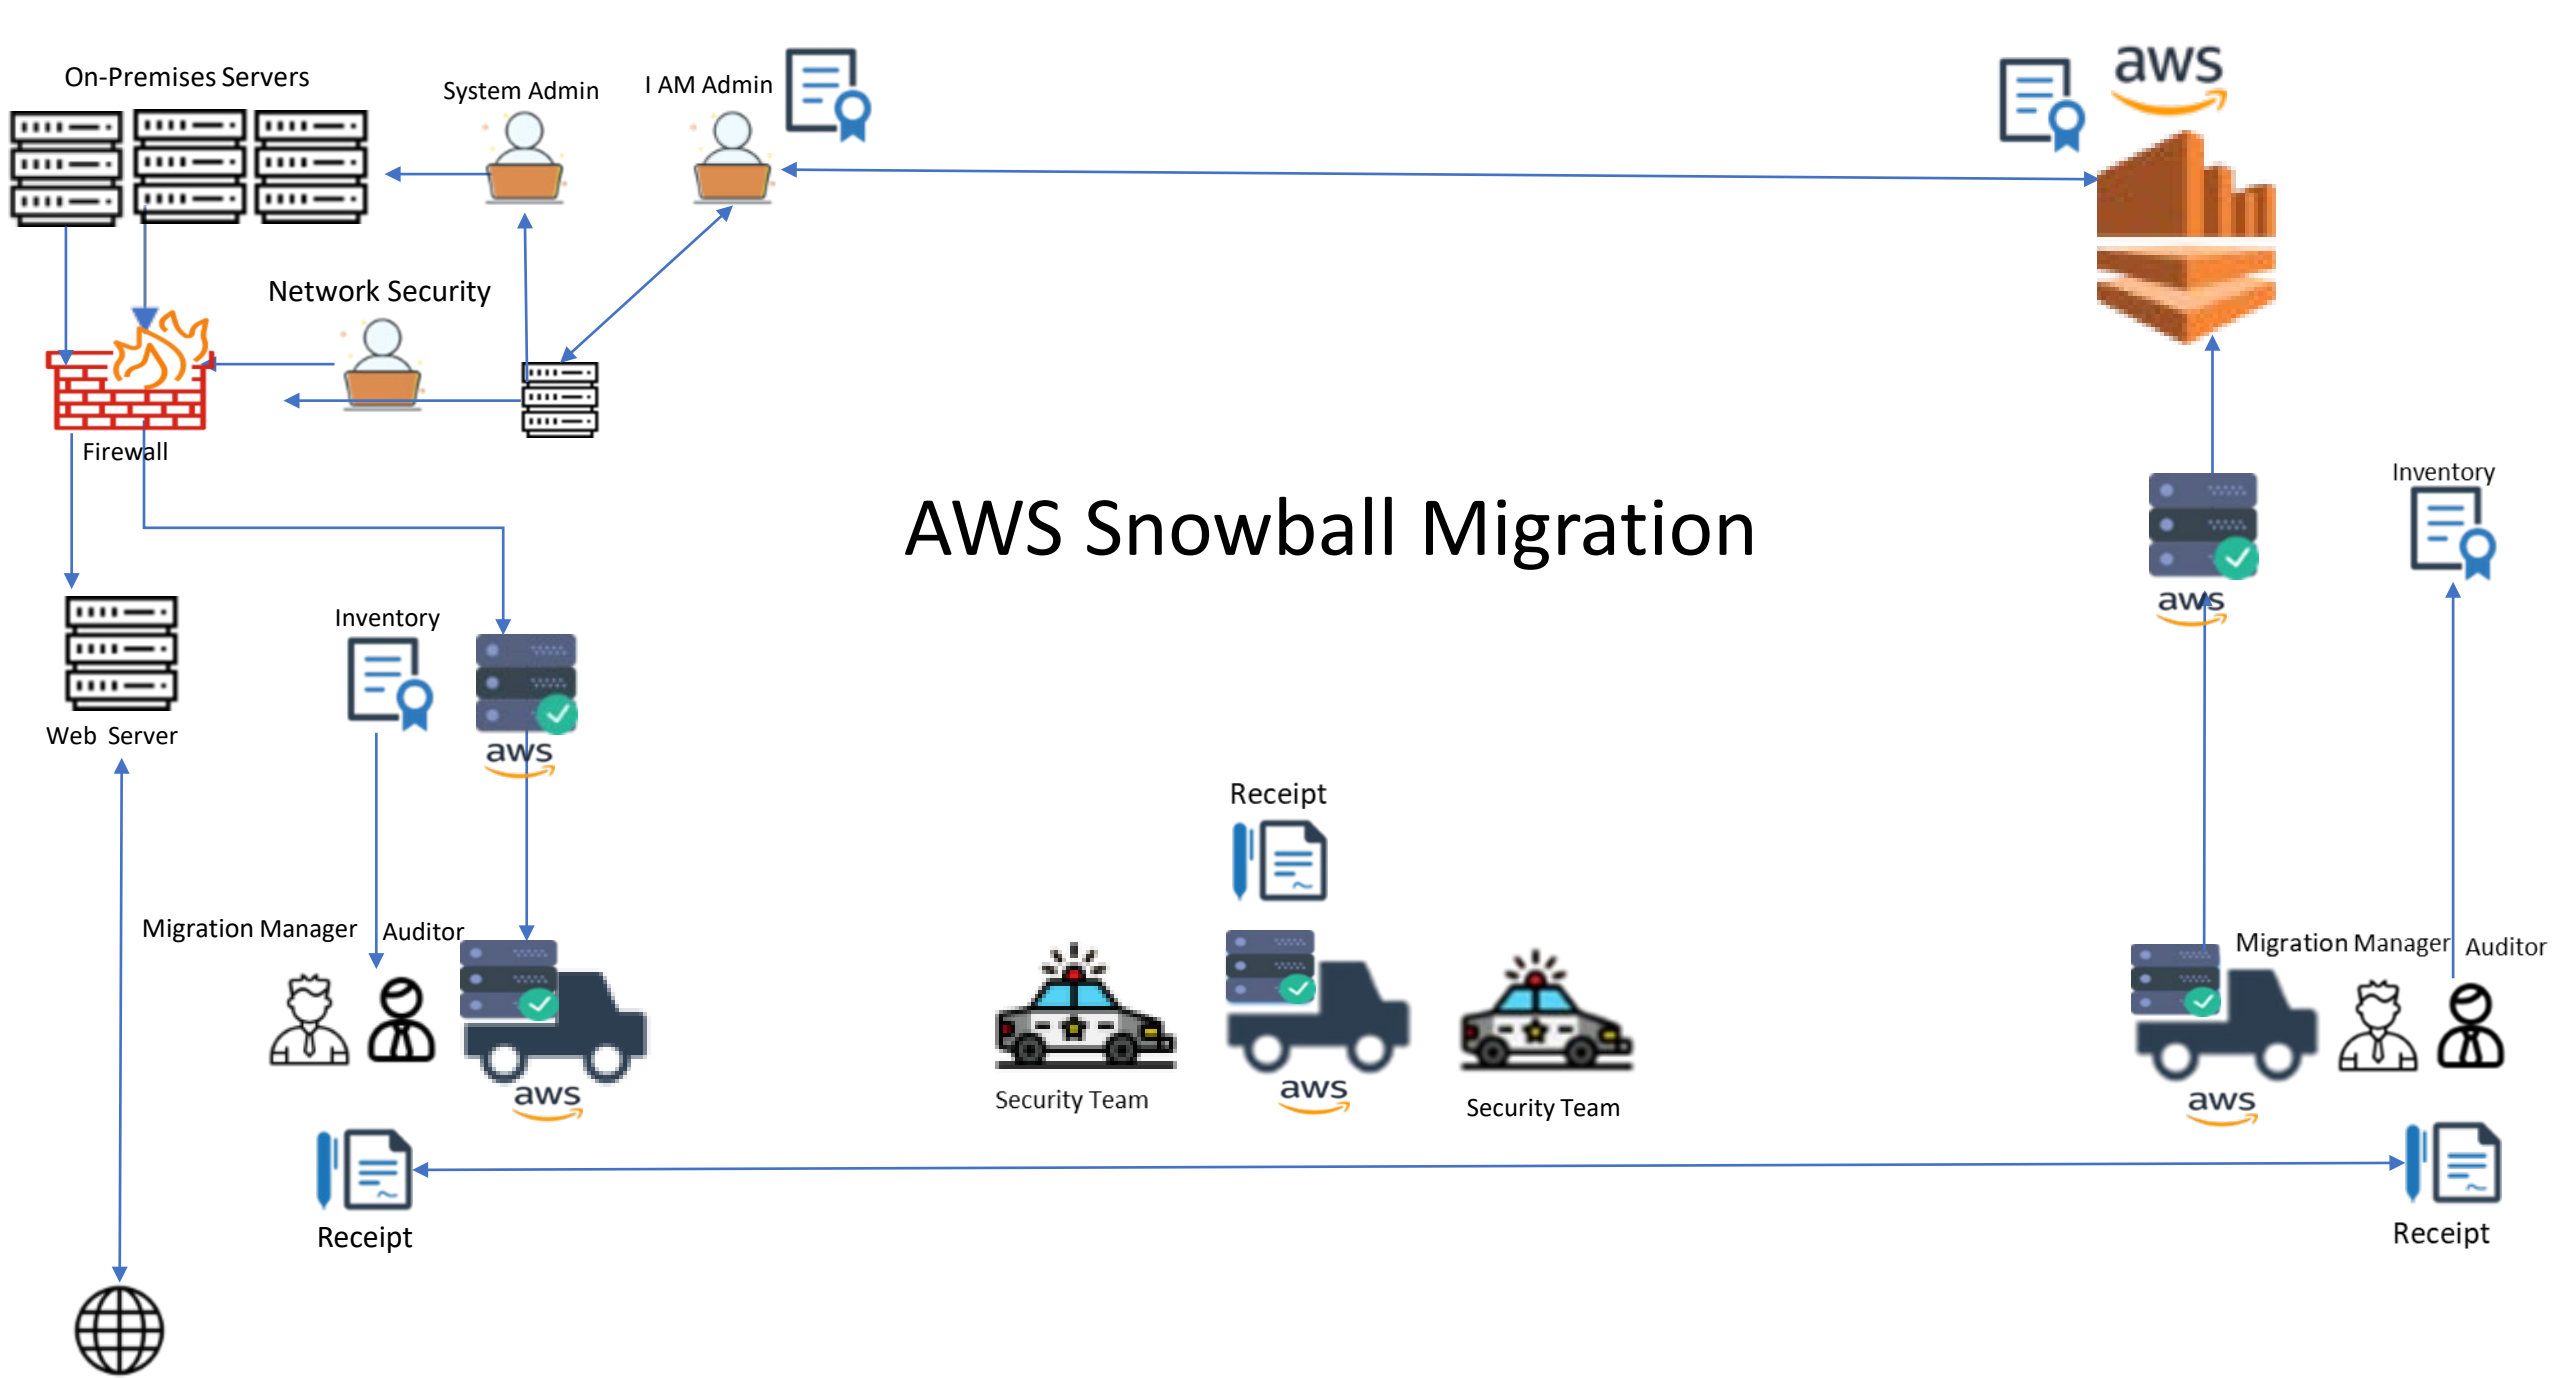 On-Premises Servers
System Admin
I AM Admin
aws
Network Security
Firewall
AWS Snowball Migration
Inventory
aws
Inventory
Web  Server
aws
Receipt
Migration Manager
Auditor
Migration Manager
Auditor
aws
Security Team
aws
Security Team
aws
Receipt
Receipt